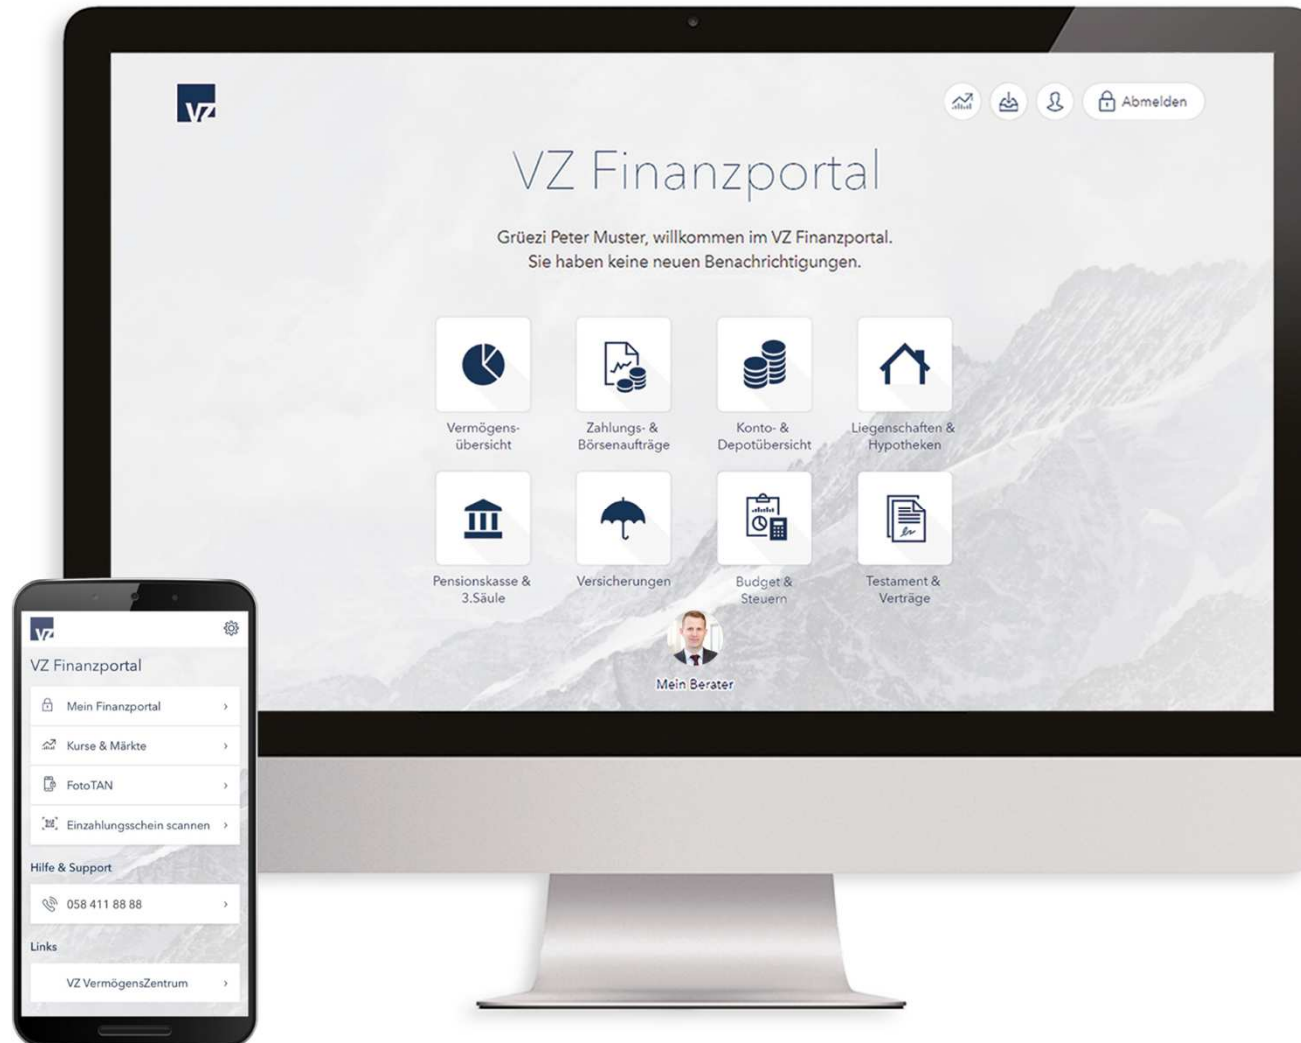 VZ
Abmelden
VZ Finanzportal
Grüezi Peter Muster, willkommen im VZ Finanzportal.
Sie haben keine neuen Benachrichtigungen.
Vermögens-
übersicht
Zahlungs- &
Börsenaufträge
Konto- &
Depotübersicht
Liegenschaften &
Hypotheken
Pensionskasse &
3.Säule
Versicherungen
Budget &
Steuern
Testament &
Verträge
Mein Berater
VZ
VZ Finanzportal
Mein Finanzportal
Kurse & Märkte
FotoTAN
Einzahlungsschein scannen
Hilfe & Support
058 411 88 88
Links
VZ VermögensZentrum